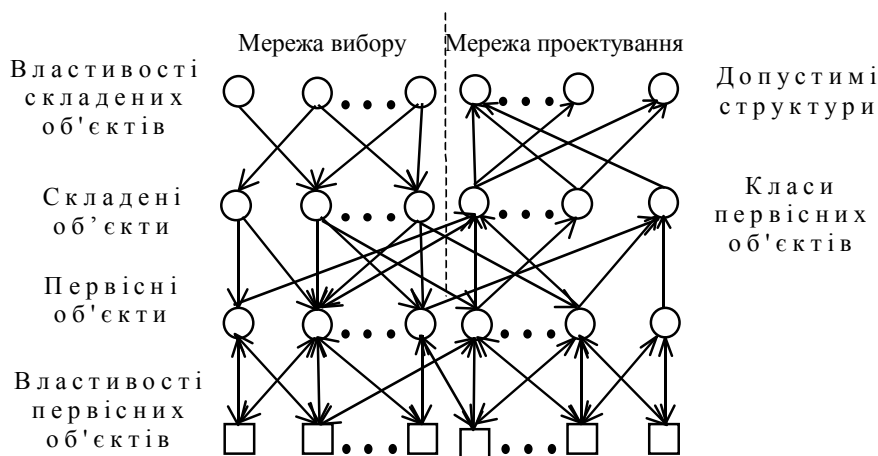 Мережа вибору
Мережа проектування
Властивості
складених
об'єктів
Допустимі
структури
Складені
об’єкти
Класи
первісних
об'єктів
Первісні
об'єкти
Властивості
первісних
об'єктів